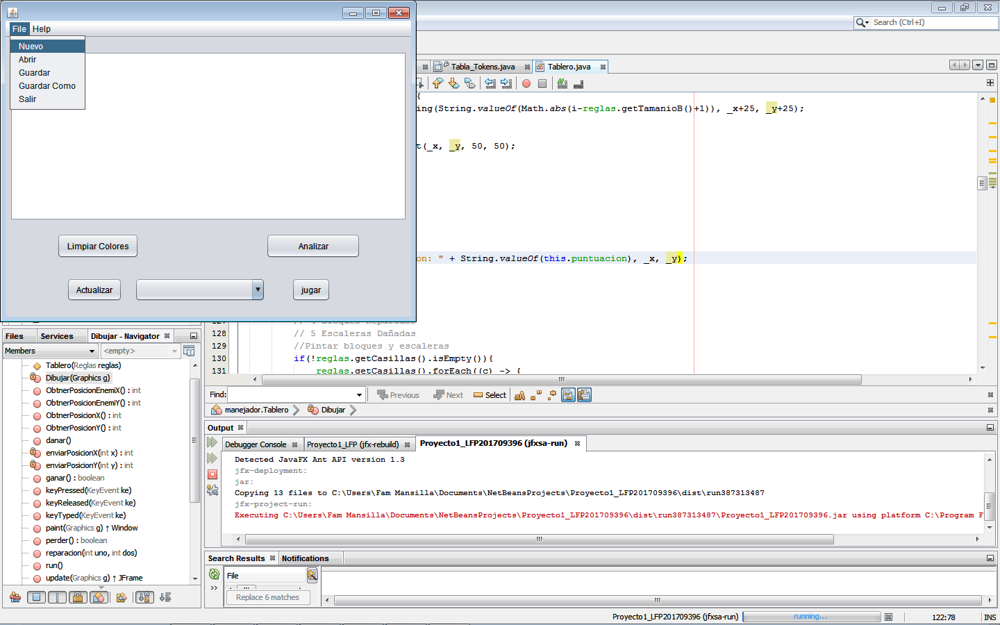 File Help
Nuevo
Abrir
Guardar
Guardar Como
Salir
Limpiar Colores
Analizar
Actualizar
jugar
Search (Ctrl+I)
Tabla_Tokens.java
Tablero.java
{
ing(String.valueOf(Math.abs(i-reglas.getTamanioB()+1)), _x+25, _y+25);
t(_x, _y, 50, 50);
on: " + String.valueOf(this.puntuacion), _x, _y);
128 // 5 Escaleras Dañadas
129 //Pintar bloques y escaleras
130 if(!reglas.getCasillas().isEmpty()){
131 reglas.getCasillas().forEach((c) -> {
Find:
Previous
Next
Select
manejador.Tablero
Dibujar
Files
Services
Dibujar - Navigator
Members
<empty>
Tablero(Reglas reglas)
Dibujar(Graphics g)
ObtnerPosicionEnemiX() : int
ObtnerPosicionEnemiY() : int
ObtnerPosicionX() : int
ObtnerPosicionY() : int
danar()
enviarPosicionX(int x) : int
enviarPosicionY(int y) : int
ganar() : boolean
keyPressed(KeyEvent ke)
keyReleased(KeyEvent ke)
keyTyped(KeyEvent ke)
paint(Graphics g) ↑ Window
perder() : boolean
reparacion(int uno, int dos)
run()
update(Graphics g) ↑ JFrame
Output
Debugger Console
Proyecto1_LFP (jfx-rebuild)
Proyecto1_LFP201709396 (jfxsa-run)
Detected JavaFX Ant API version 1.3
jfx-deployment:
jar:
Copying 13 files to C:\Users\Fam Mansilla\Documents\NetBeansProjects\Proyecto1_LFP201709396\dist\run387313487
jfx-project-run:
Executing C:\Users\Fam Mansilla\Documents\NetBeansProjects\Proyecto1_LFP201709396\dist\run387313487\Proyecto1_LFP201709396.jar using platform C:\Program F
Search Results
Notifications
File
Replace 6 matches
Proyecto1_LFP201709396 (jfxsa-run)
running...
122:78
INS